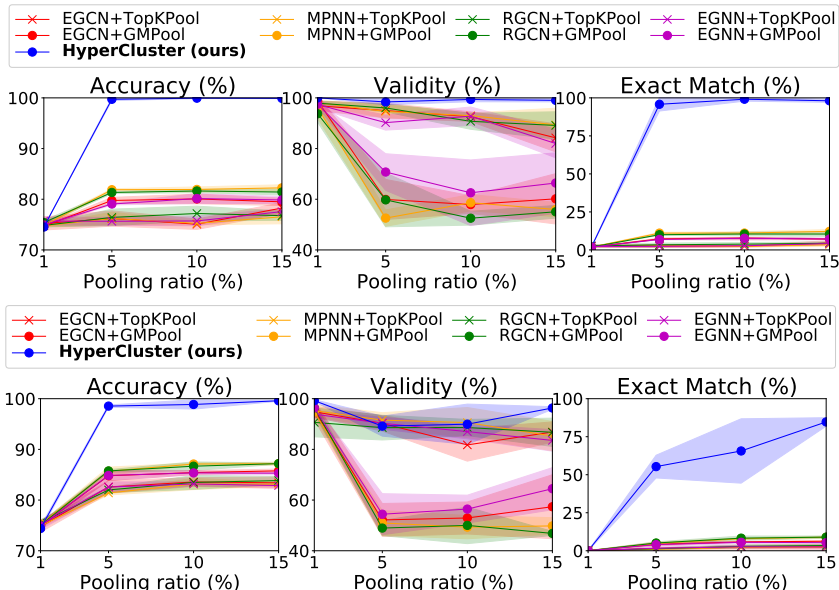 EGCN+TopKPool MPNN+TopKPool RGCN+TopKPool EGNN+TopKPool
EGCN+GMPool MPNN+GMPool RGCN+GMPool EGNN+GMPool
HyperCluster (ours)
Accuracy (%) Validity (%) Exact Match (%)
100 100 100
90 80 75
80 60 50
25
70 40 0
1 5 10 15 1 5 10 15 1 5 10 15
Pooling ratio (%) Pooling ratio (%) Pooling ratio (%)
EGCN+TopKPool MPNN+TopKPool RGCN+TopKPool EGNN+TopKPool
EGCN+GMPool MPNN+GMPool RGCN+GMPool EGNN+GMPool
HyperCluster (ours)
Accuracy (%) Validity (%) Exact Match (%)
100 100 100
90 80 75
80 60 50
25
70 40 0
1 5 10 15 1 5 10 15 1 5 10 15
Pooling ratio (%) Pooling ratio (%) Pooling ratio (%)